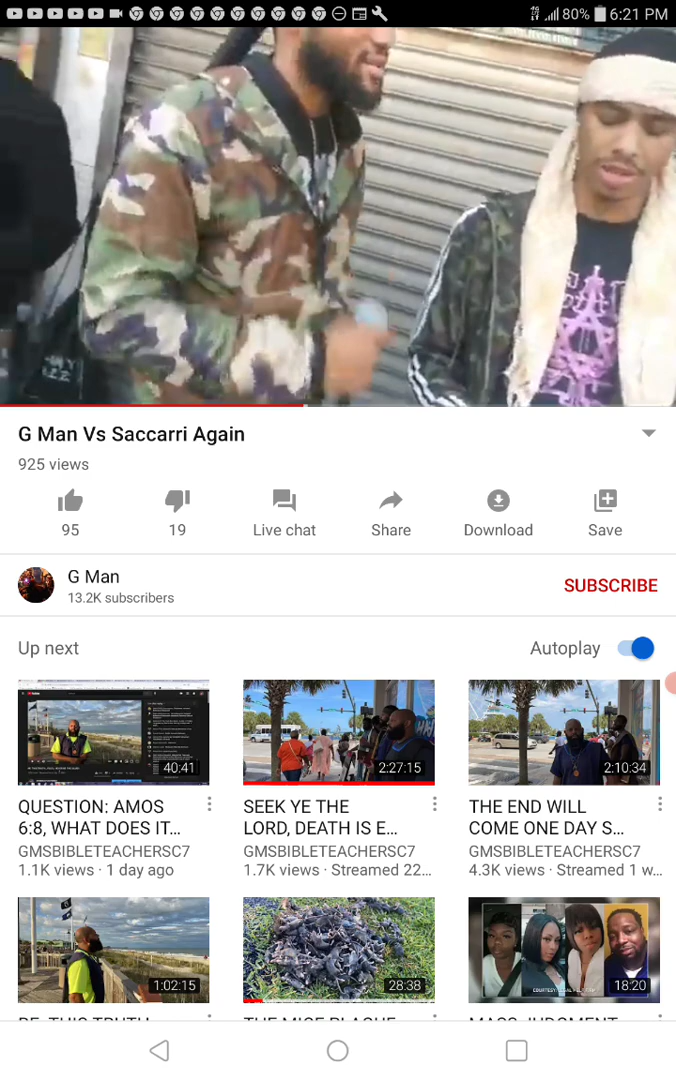 80% 6:21 PM
G Man Vs Saccarri Again
925 views
95 19 Live chat Share Download Save
G Man
13.2K subscribers
SUBSCRIBE
Up next Autoplay
40:41 2:27:15 2:10:34
QUESTION: AMOS
6:8, WHAT DOES IT...
GMSBIBLETEACHERSC7
1.1K views · 1 day ago
SEEK YE THE
LORD, DEATH IS E...
GMSBIBLETEACHERSC7
1.7K views · Streamed 22...
THE END WILL
COME ONE DAY S...
GMSBIBLETEACHERSC7
4.3K views · Streamed 1 w...
1:02:15 28:38 18:20